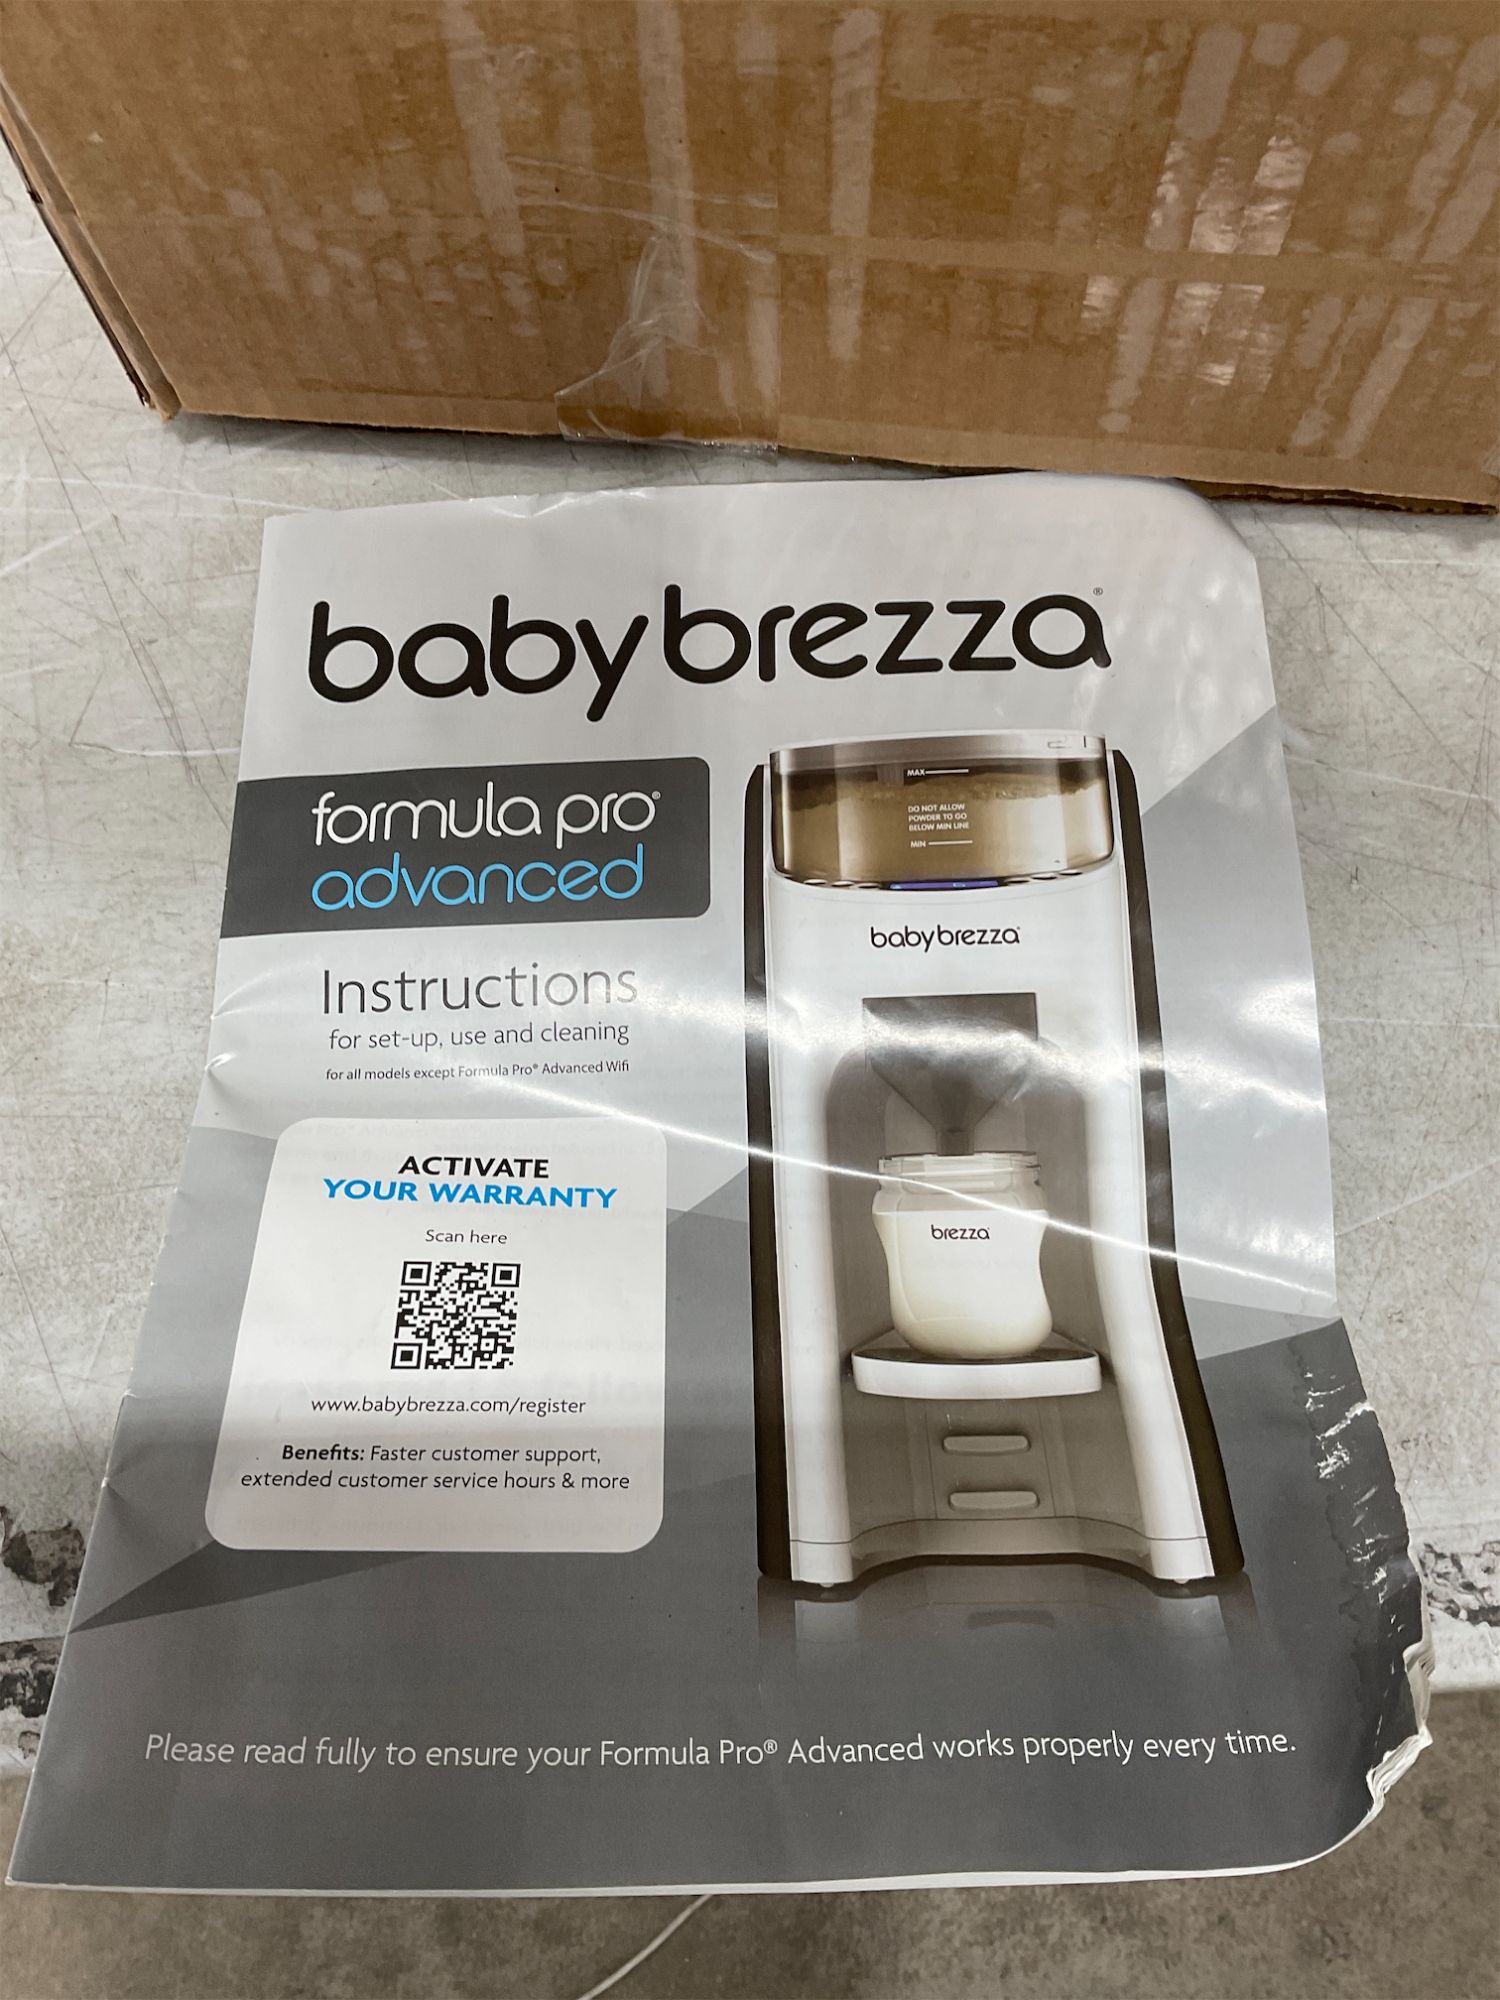 babybrezza®
formula pro®
advanced
Instructions
for set-up, use and cleaning
for all models except Formula Pro® Advanced Wifi
ACTIVATE
YOUR WARRANTY
Scan here
www.babybrezza.com/register
Benefits: Faster customer support,
extended customer service hours & more
MAX
DO NOT ALLOW
POWDER TO GO
BELOW MIN LINE
MIN
babybrezza
brezza
Please read fully to ensure your Formula Pro® Advanced works properly every time.